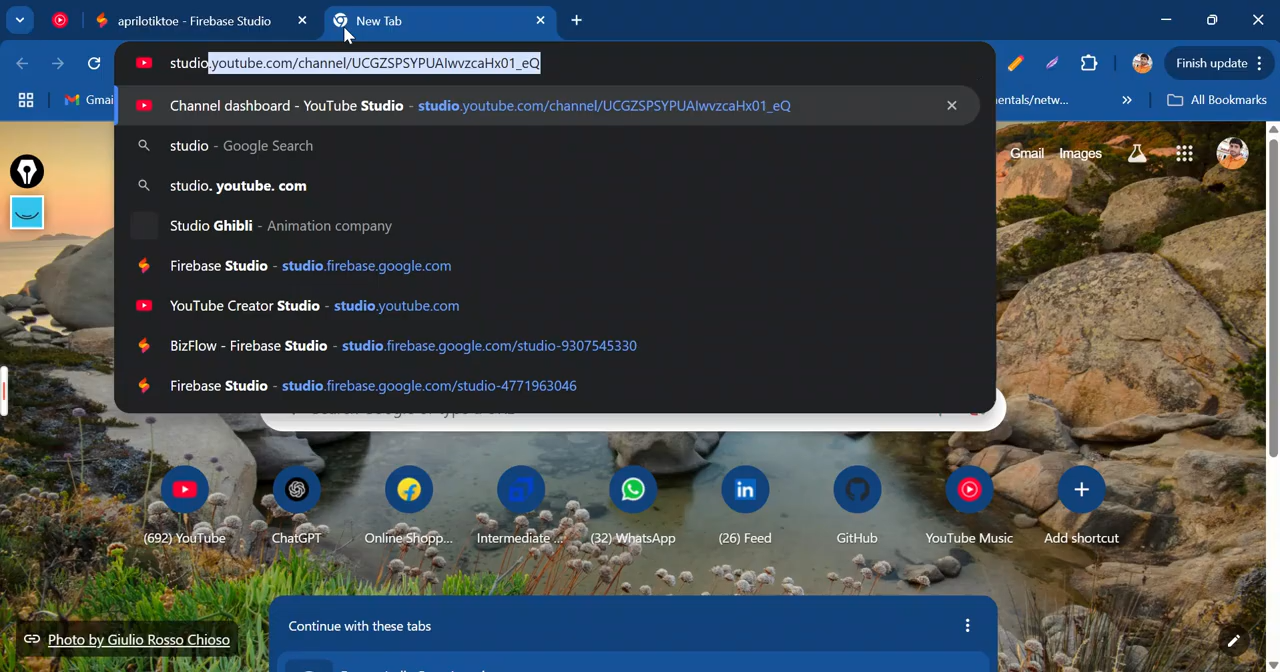 aprilotiktoe - Firebase Studio
New Tab
studio.youtube.com/channel/UCGZSPSYPUAIwvzcaHx01_eQ
Finish update
Gmai
entals/netw...
All Bookmarks
Channel dashboard - YouTube Studio - studio.youtube.com/channel/UCGZSPSYPUAIwvzcaHx01_eQ
studio - Google Search
studio. youtube. com
Studio Ghibli - Animation company
Firebase Studio - studio.firebase.google.com
YouTube Creator Studio - studio.youtube.com
BizFlow - Firebase Studio - studio.firebase.google.com/studio-9307545330
Firebase Studio - studio.firebase.google.com/studio-4771963046
Gmail Images
(692) YouTube
ChatGPT
Online Shopp...
Intermediate ...
(32) WhatsApp
(26) Feed
GitHub
YouTube Music
Add shortcut
Continue with these tabs
Photo by Giulio Rosso Chioso